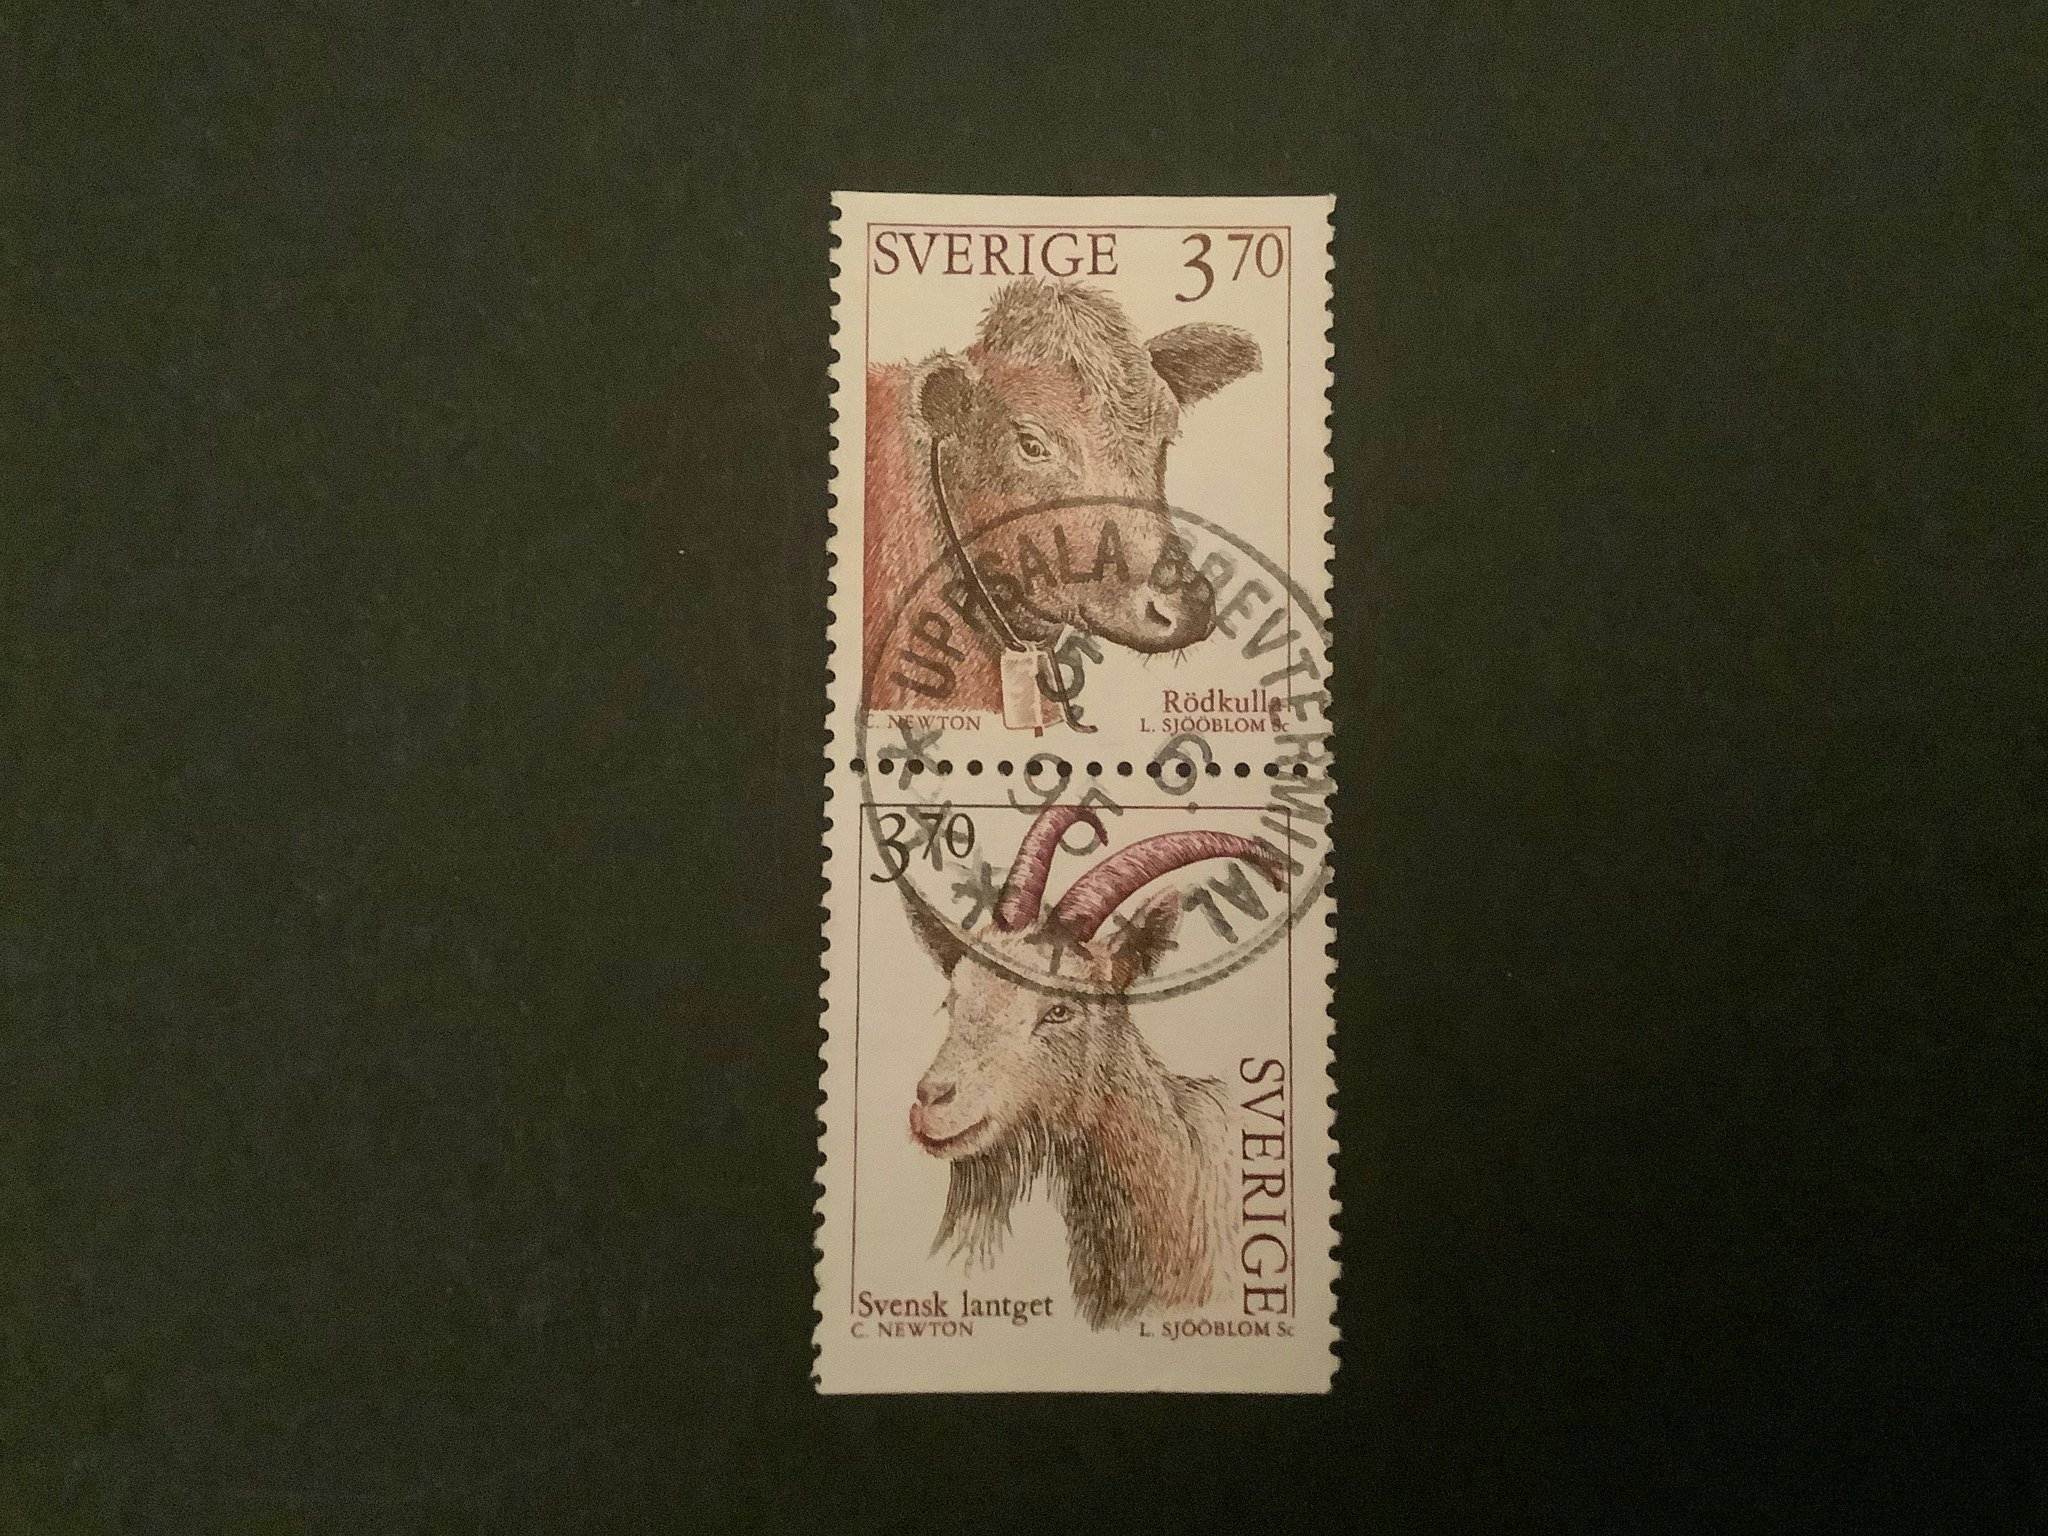 SVERIGE 3 70
Rödkulla
C. NEWTON L. SJÖÖBLOM Sc
UPPSALA BREVTERMINAL
3 70
SVERIGE
Svensk lantget
C. NEWTON L. SJÖÖBLOM Sc